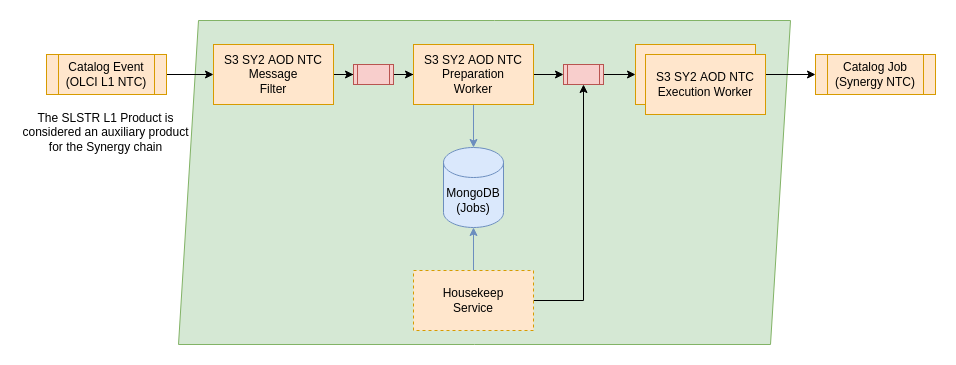 Catalog Event
(OLCI L1 NTC)
The SLSTR L1 Product is
considered an auxiliary product
for the Synergy chain
S3 SY2 AOD NTC
Message
Filter
S3 SY2 AOD NTC
Preparation
Worker
S3 SY2 AOD NTC
Execution Worker
Catalog Job
(Synergy NTC)
MongoDB
(Jobs)
Housekeep
Service